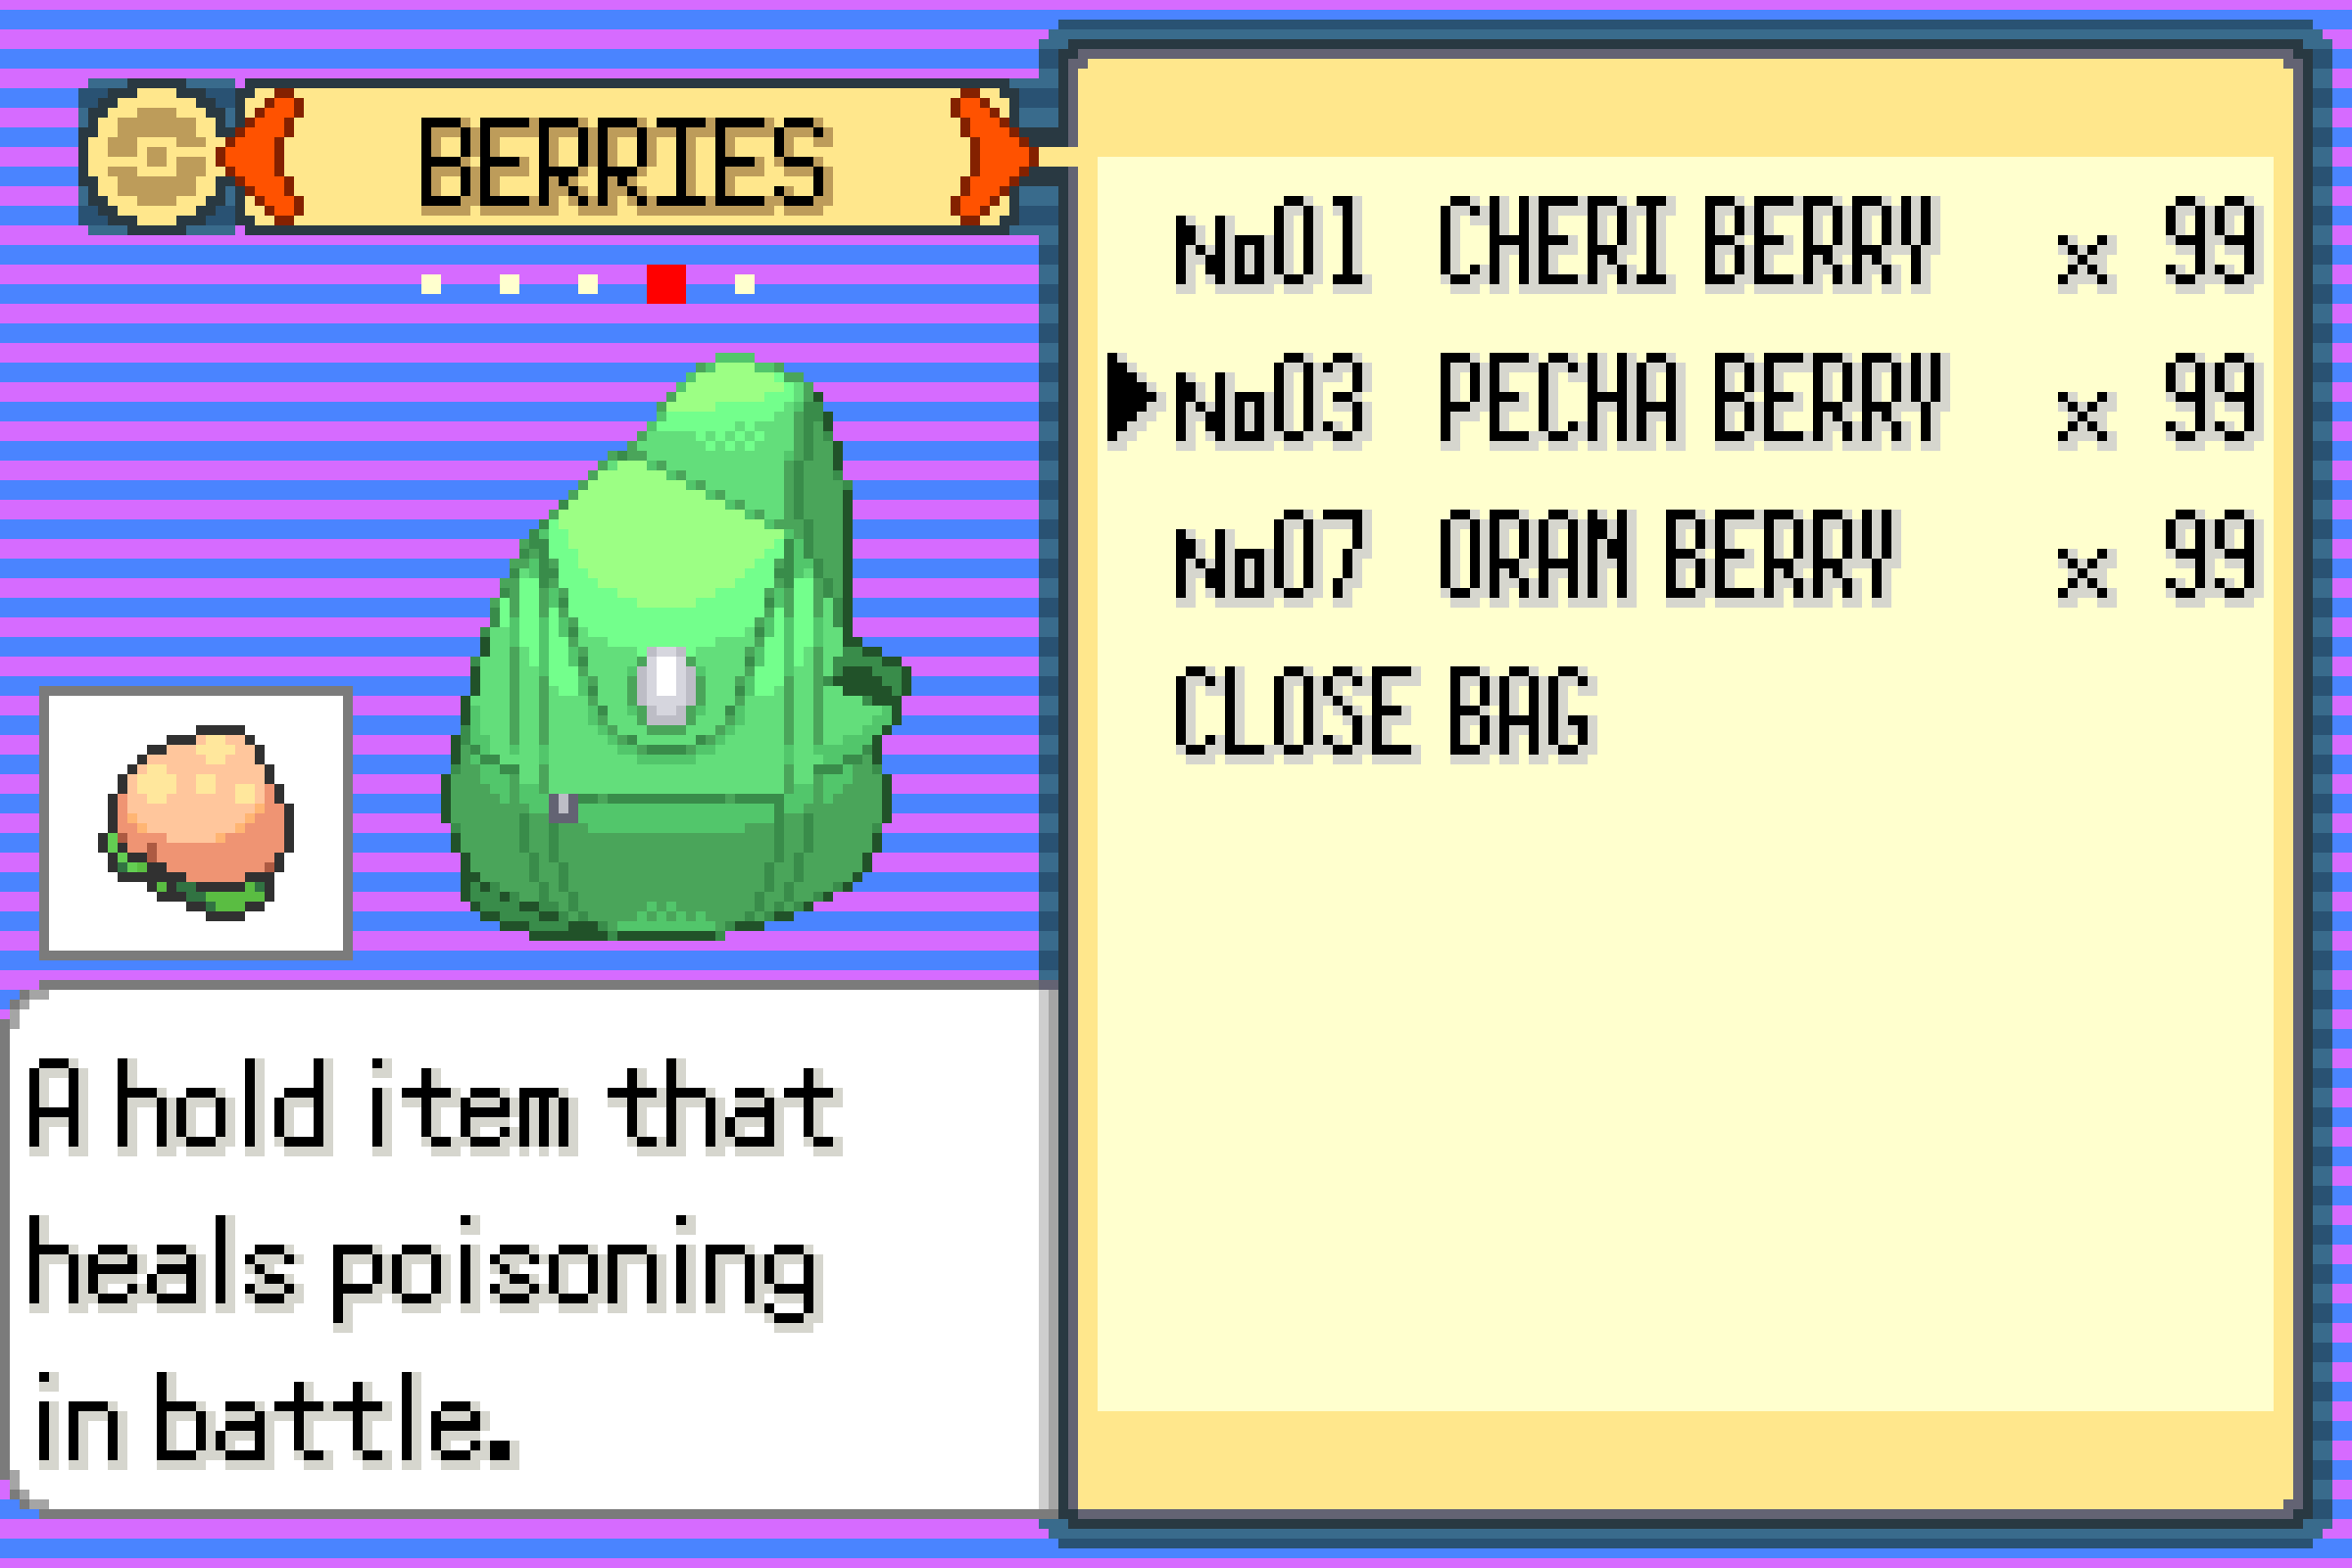 BERRIES
No01 CHERI BERRY x 99
No03 PECHA BERRY x 99
No07 ORAN BERRY x 99
CLOSE BAG
A hold item that
heals poisoning
in battle.